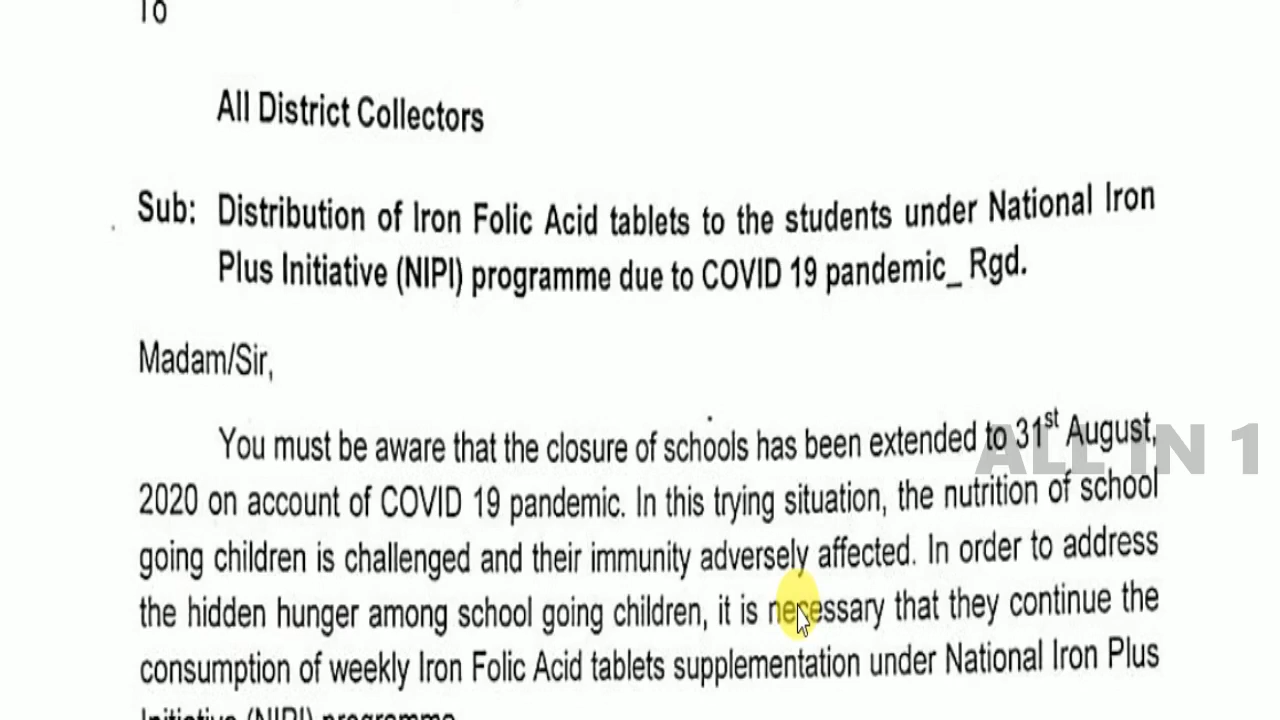 To
All District Collectors
Sub: Distribution of Iron Folic Acid tablets to the students under National Iron
Plus Initiative (NIPI) programme due to COVID 19 pandemic_ Rgd.
Madam/Sir,
You must be aware that the closure of schools has been extended to 31st August,
2020 on account of COVID 19 pandemic. In this trying situation, the nutrition of school
going children is challenged and their immunity adversely affected. In order to address
the hidden hunger among school going children, it is necessary that they continue the
consumption of weekly Iron Folic Acid tablets supplementation under National Iron Plus
Initiative (NIPI) programme
ALL IN 1